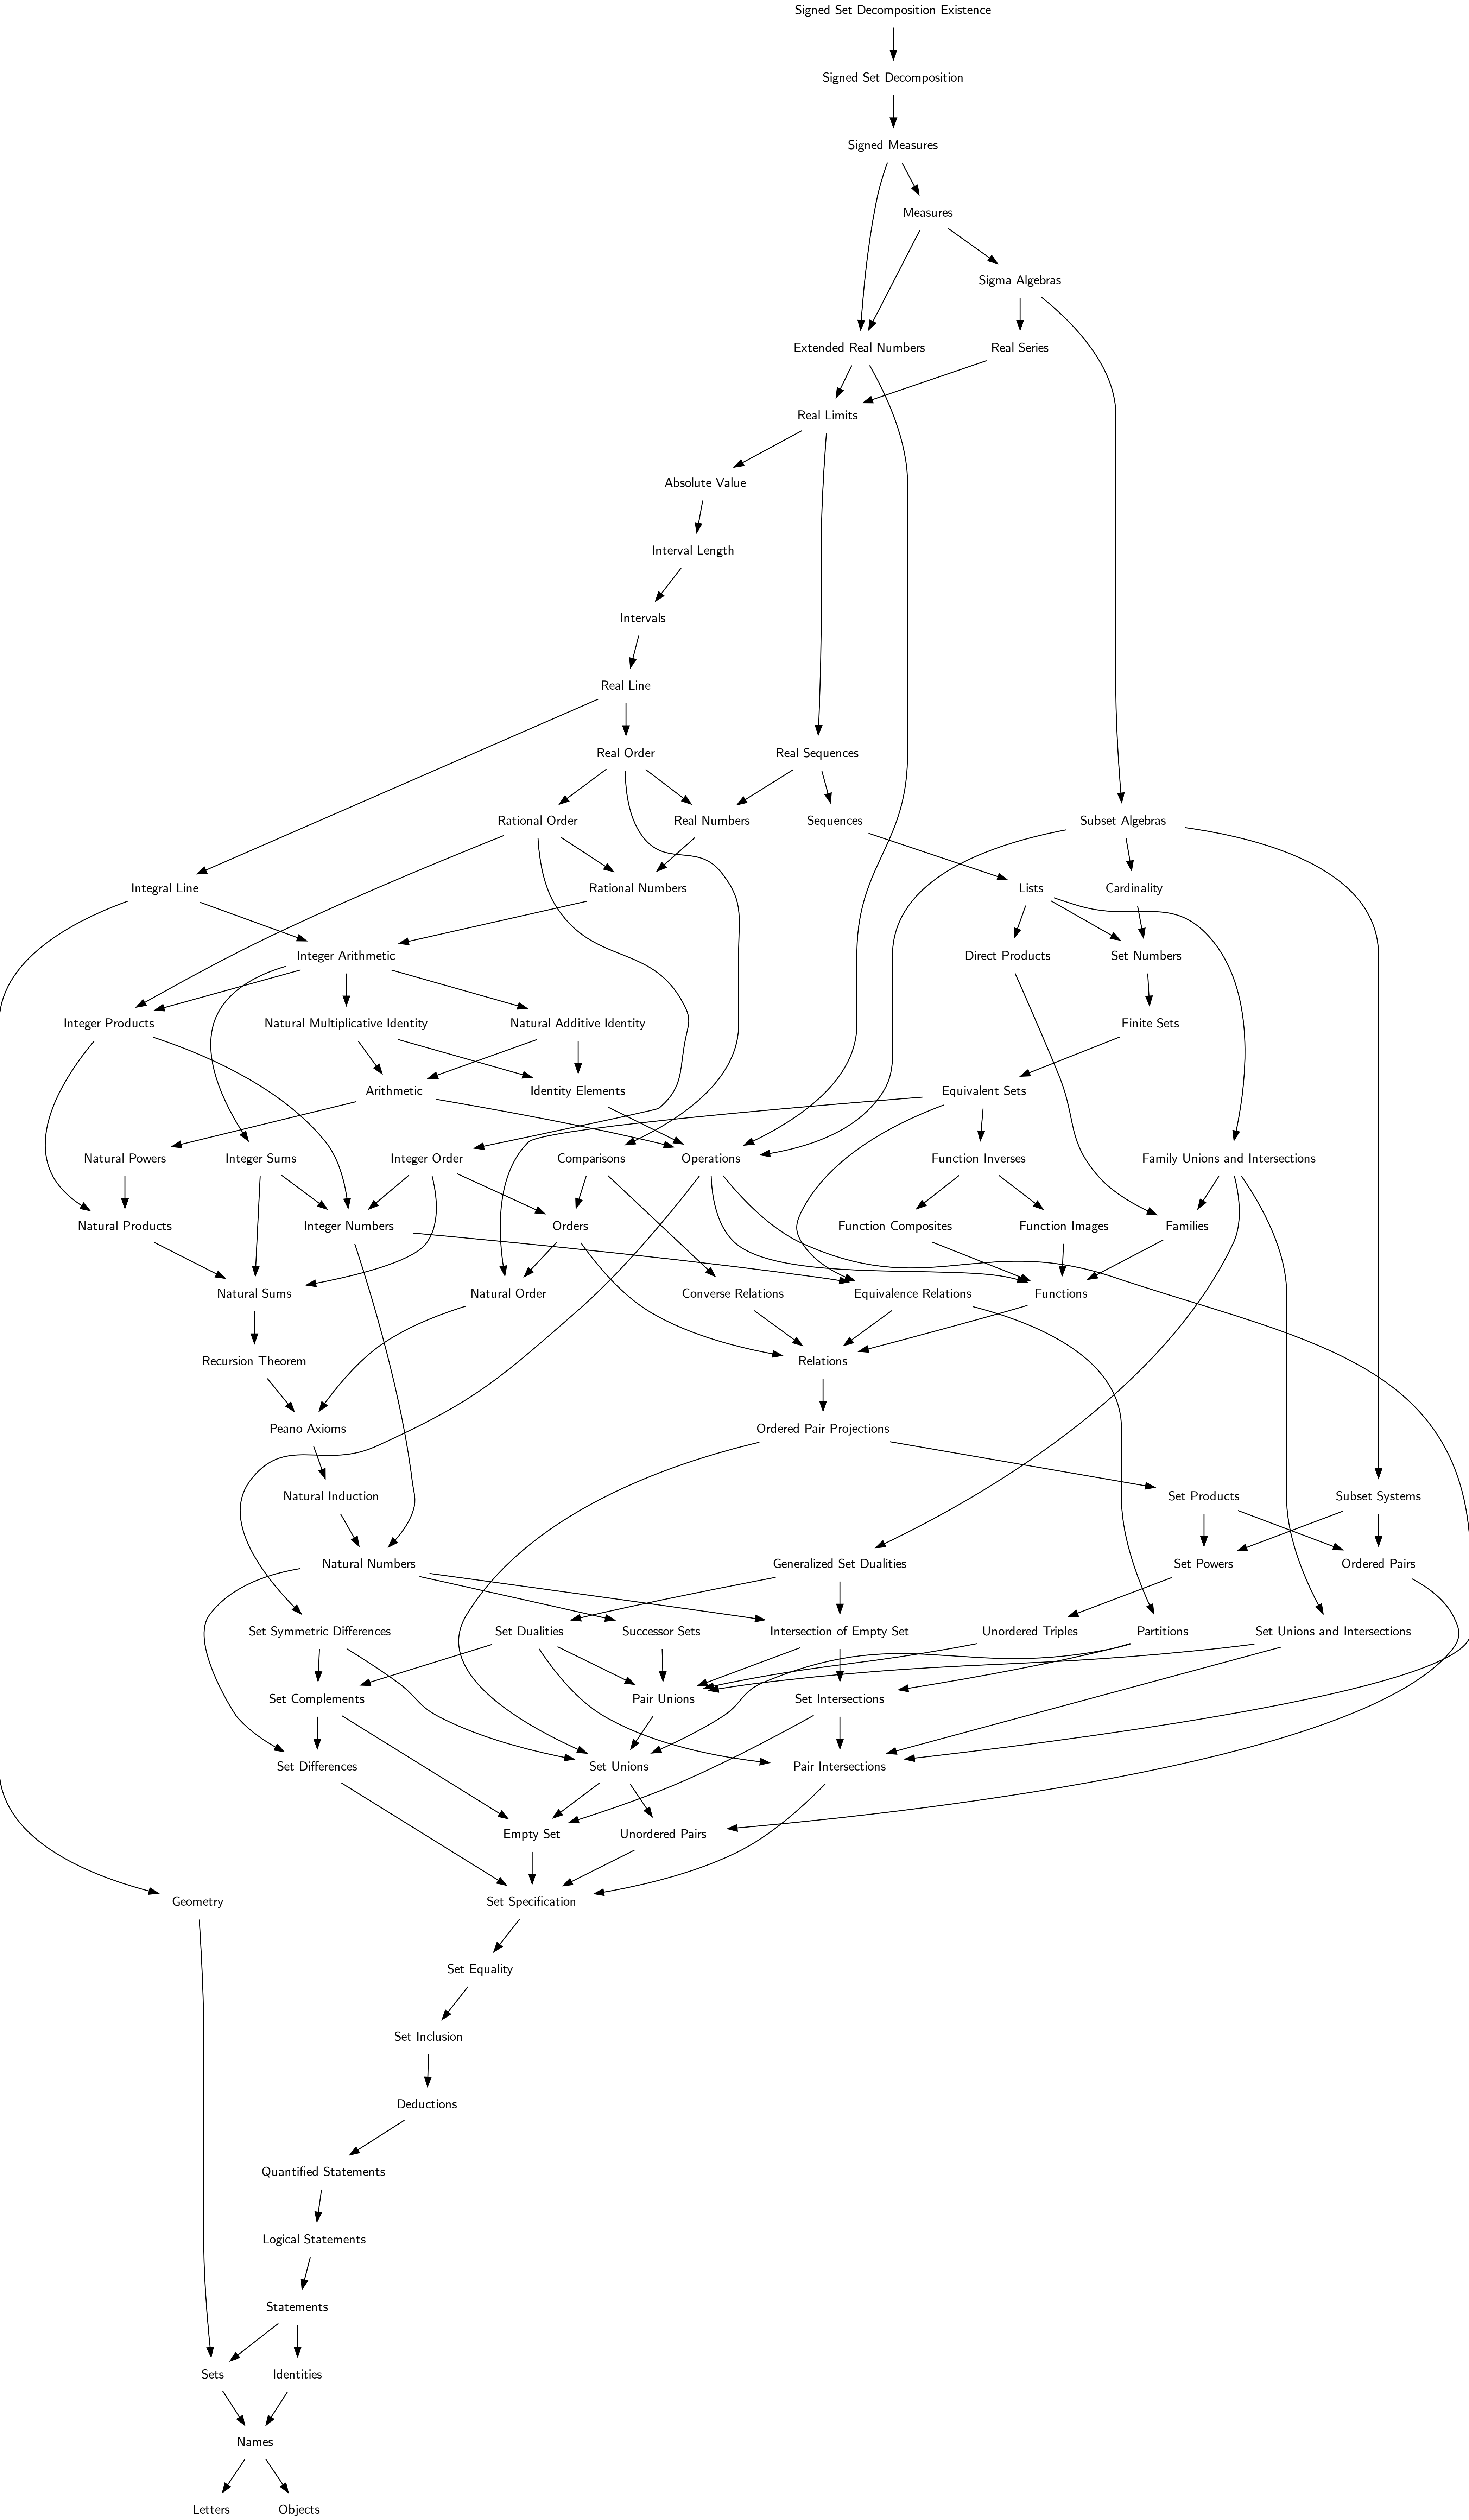 Signed Set Decomposition Existence
Signed Set Decomposition
Signed Measures
Measures
Sigma Algebras
Extended Real Numbers
Real Series
Real Limits
Absolute Value
Interval Length
Intervals
Real Line
Real Order
Real Sequences
Rational Order
Real Numbers
Sequences
Subset Algebras
Integral Line
Rational Numbers
Lists
Cardinality
Integer Arithmetic
Direct Products
Set Numbers
Integer Products
Natural Multiplicative Identity
Natural Additive Identity
Finite Sets
Arithmetic
Identity Elements
Equivalent Sets
Natural Powers
Integer Sums
Integer Order
Comparisons
Operations
Function Inverses
Family Unions and Intersections
Natural Products
Integer Numbers
Orders
Function Composites
Function Images
Families
Natural Sums
Natural Order
Converse Relations
Equivalence Relations
Functions
Recursion Theorem
Relations
Peano Axioms
Ordered Pair Projections
Natural Induction
Set Products
Subset Systems
Natural Numbers
Generalized Set Dualities
Set Powers
Ordered Pairs
Set Symmetric Differences
Set Dualities
Successor Sets
Intersection of Empty Set
Unordered Triples
Partitions
Set Unions and Intersections
Set Complements
Pair Unions
Set Intersections
Set Differences
Set Unions
Pair Intersections
Empty Set
Unordered Pairs
Geometry
Set Specification
Set Equality
Set Inclusion
Deductions
Quantified Statements
Logical Statements
Statements
Sets
Identities
Names
Letters
Objects